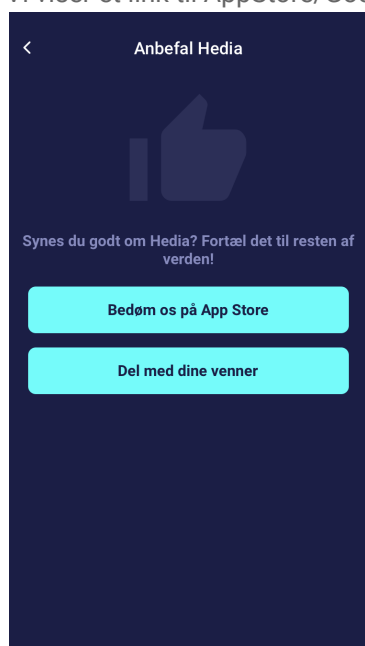 Vi viser et link til AppStore/
Anbefal Hedia
Synes du godt om Hedia? Fortæl det til resten af
verden!
Bedøm os på App Store
Del med dine venner